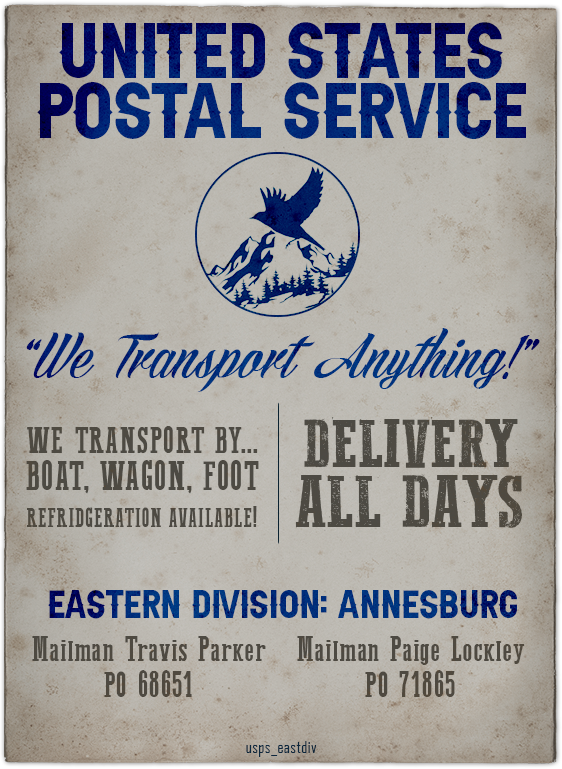 UNITED STATES
POSTAL SERVICE
“We Transport Anything!”
WE TRANSPORT BY...
BOAT, WAGON, FOOT
REFRIDGERATION AVAILABLE!
DELIVERY
ALL DAYS
EASTERN DIVISION: ANNESBURG
Mailman Travis Parker
PO 68651
Mailman Paige Lockley
PO 71865
usps_eastdiv